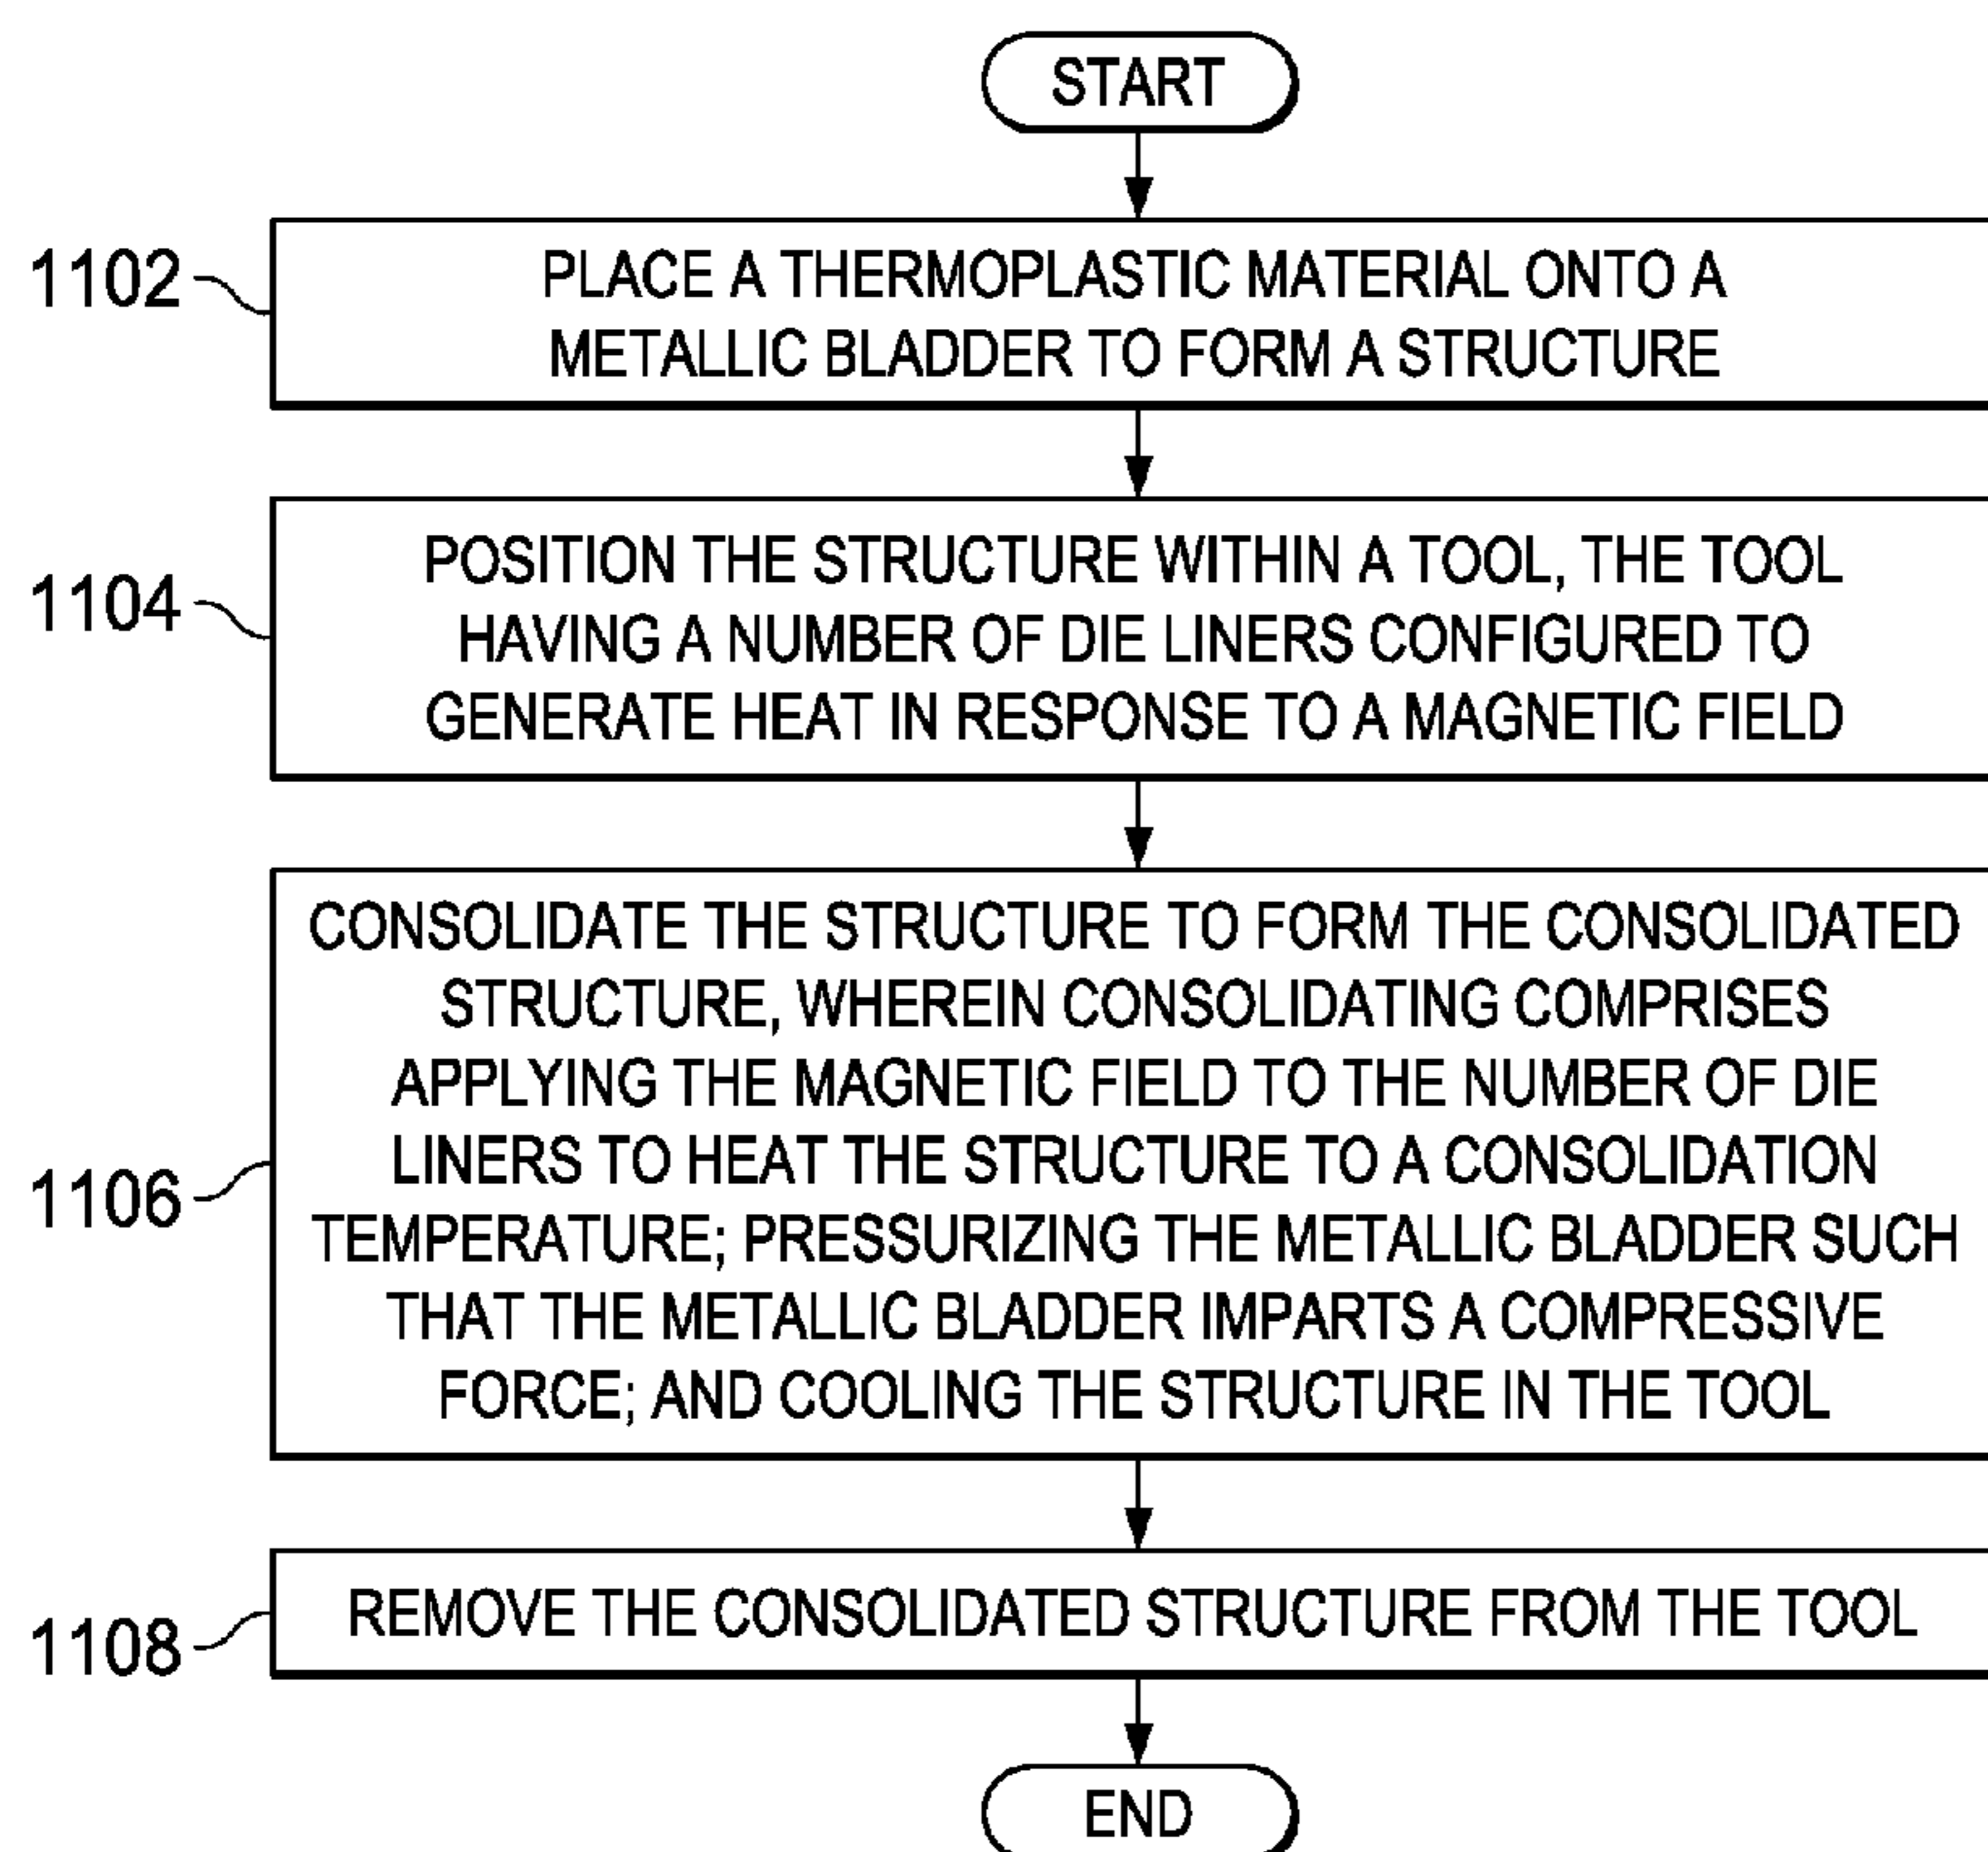 START
1102
PLACE A THERMOPLASTIC MATERIAL ONTO A
METALLIC BLADDER TO FORM A STRUCTURE
1104
POSITION THE STRUCTURE WITHIN A TOOL, THE TOOL
HAVING A NUMBER OF DIE LINERS CONFIGURED TO
GENERATE HEAT IN RESPONSE TO A MAGNETIC FIELD
1106
CONSOLIDATE THE STRUCTURE TO FORM THE CONSOLIDATED
STRUCTURE, WHEREIN CONSOLIDATING COMPRISES
APPLYING THE MAGNETIC FIELD TO THE NUMBER OF DIE
LINERS TO HEAT THE STRUCTURE TO A CONSOLIDATION
TEMPERATURE; PRESSURIZING THE METALLIC BLADDER SUCH
THAT THE METALLIC BLADDER IMPARTS A COMPRESSIVE
FORCE; AND COOLING THE STRUCTURE IN THE TOOL
1108
REMOVE THE CONSOLIDATED STRUCTURE FROM THE TOOL
END